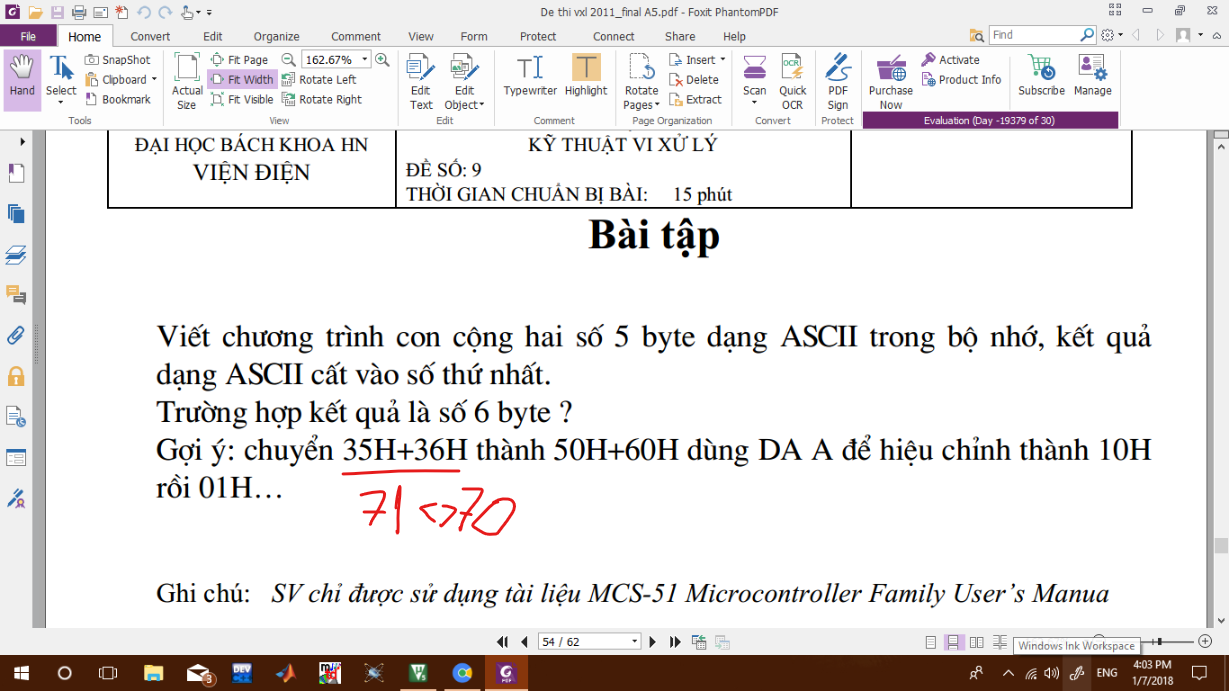 De thi vxl 2011_final A5.pdf - Foxit PhantomPDF
File Home Convert Edit Organize Comment View Form Protect Connect Share Help Find
SnapShot Fit Page 162.67% Insert Activate
Clipboard Fit Width Rotate Left Delete Product Info
Bookmark Fit Visible Rotate Right Extract
Hand Select Actual Size Edit Text Edit Object Typewriter Highlight Rotate Pages Scan Quick OCR PDF Sign Purchase Now Subscribe Manage
Tools View Edit Comment Page Organization Convert Protect Evaluation (Day -19379 of 30)
ĐẠI HỌC BÁCH KHOA HN KỸ THUẬT VI XỬ LÝ
VIỆN ĐIỆN ĐỀ SỐ: 9
THỜI GIAN CHUẨN BỊ BÀI: 15 phút
Bài tập
Viết chương trình con cộng hai số 5 byte dạng ASCII trong bộ nhớ, kết quả
dạng ASCII cất vào số thứ nhất.
Trường hợp kết quả là số 6 byte ?
Gợi ý: chuyển 35H+36H thành 50H+60H dùng DA A để hiệu chỉnh thành 10H
rồi 01H…
71 <> 70
Ghi chú: SV chỉ được sử dụng tài liệu MCS-51 Microcontroller Family User's Manua
54 / 62
Windows Ink Workspace
DEV
3
PDF
ENG
4:03 PM
1/7/2018